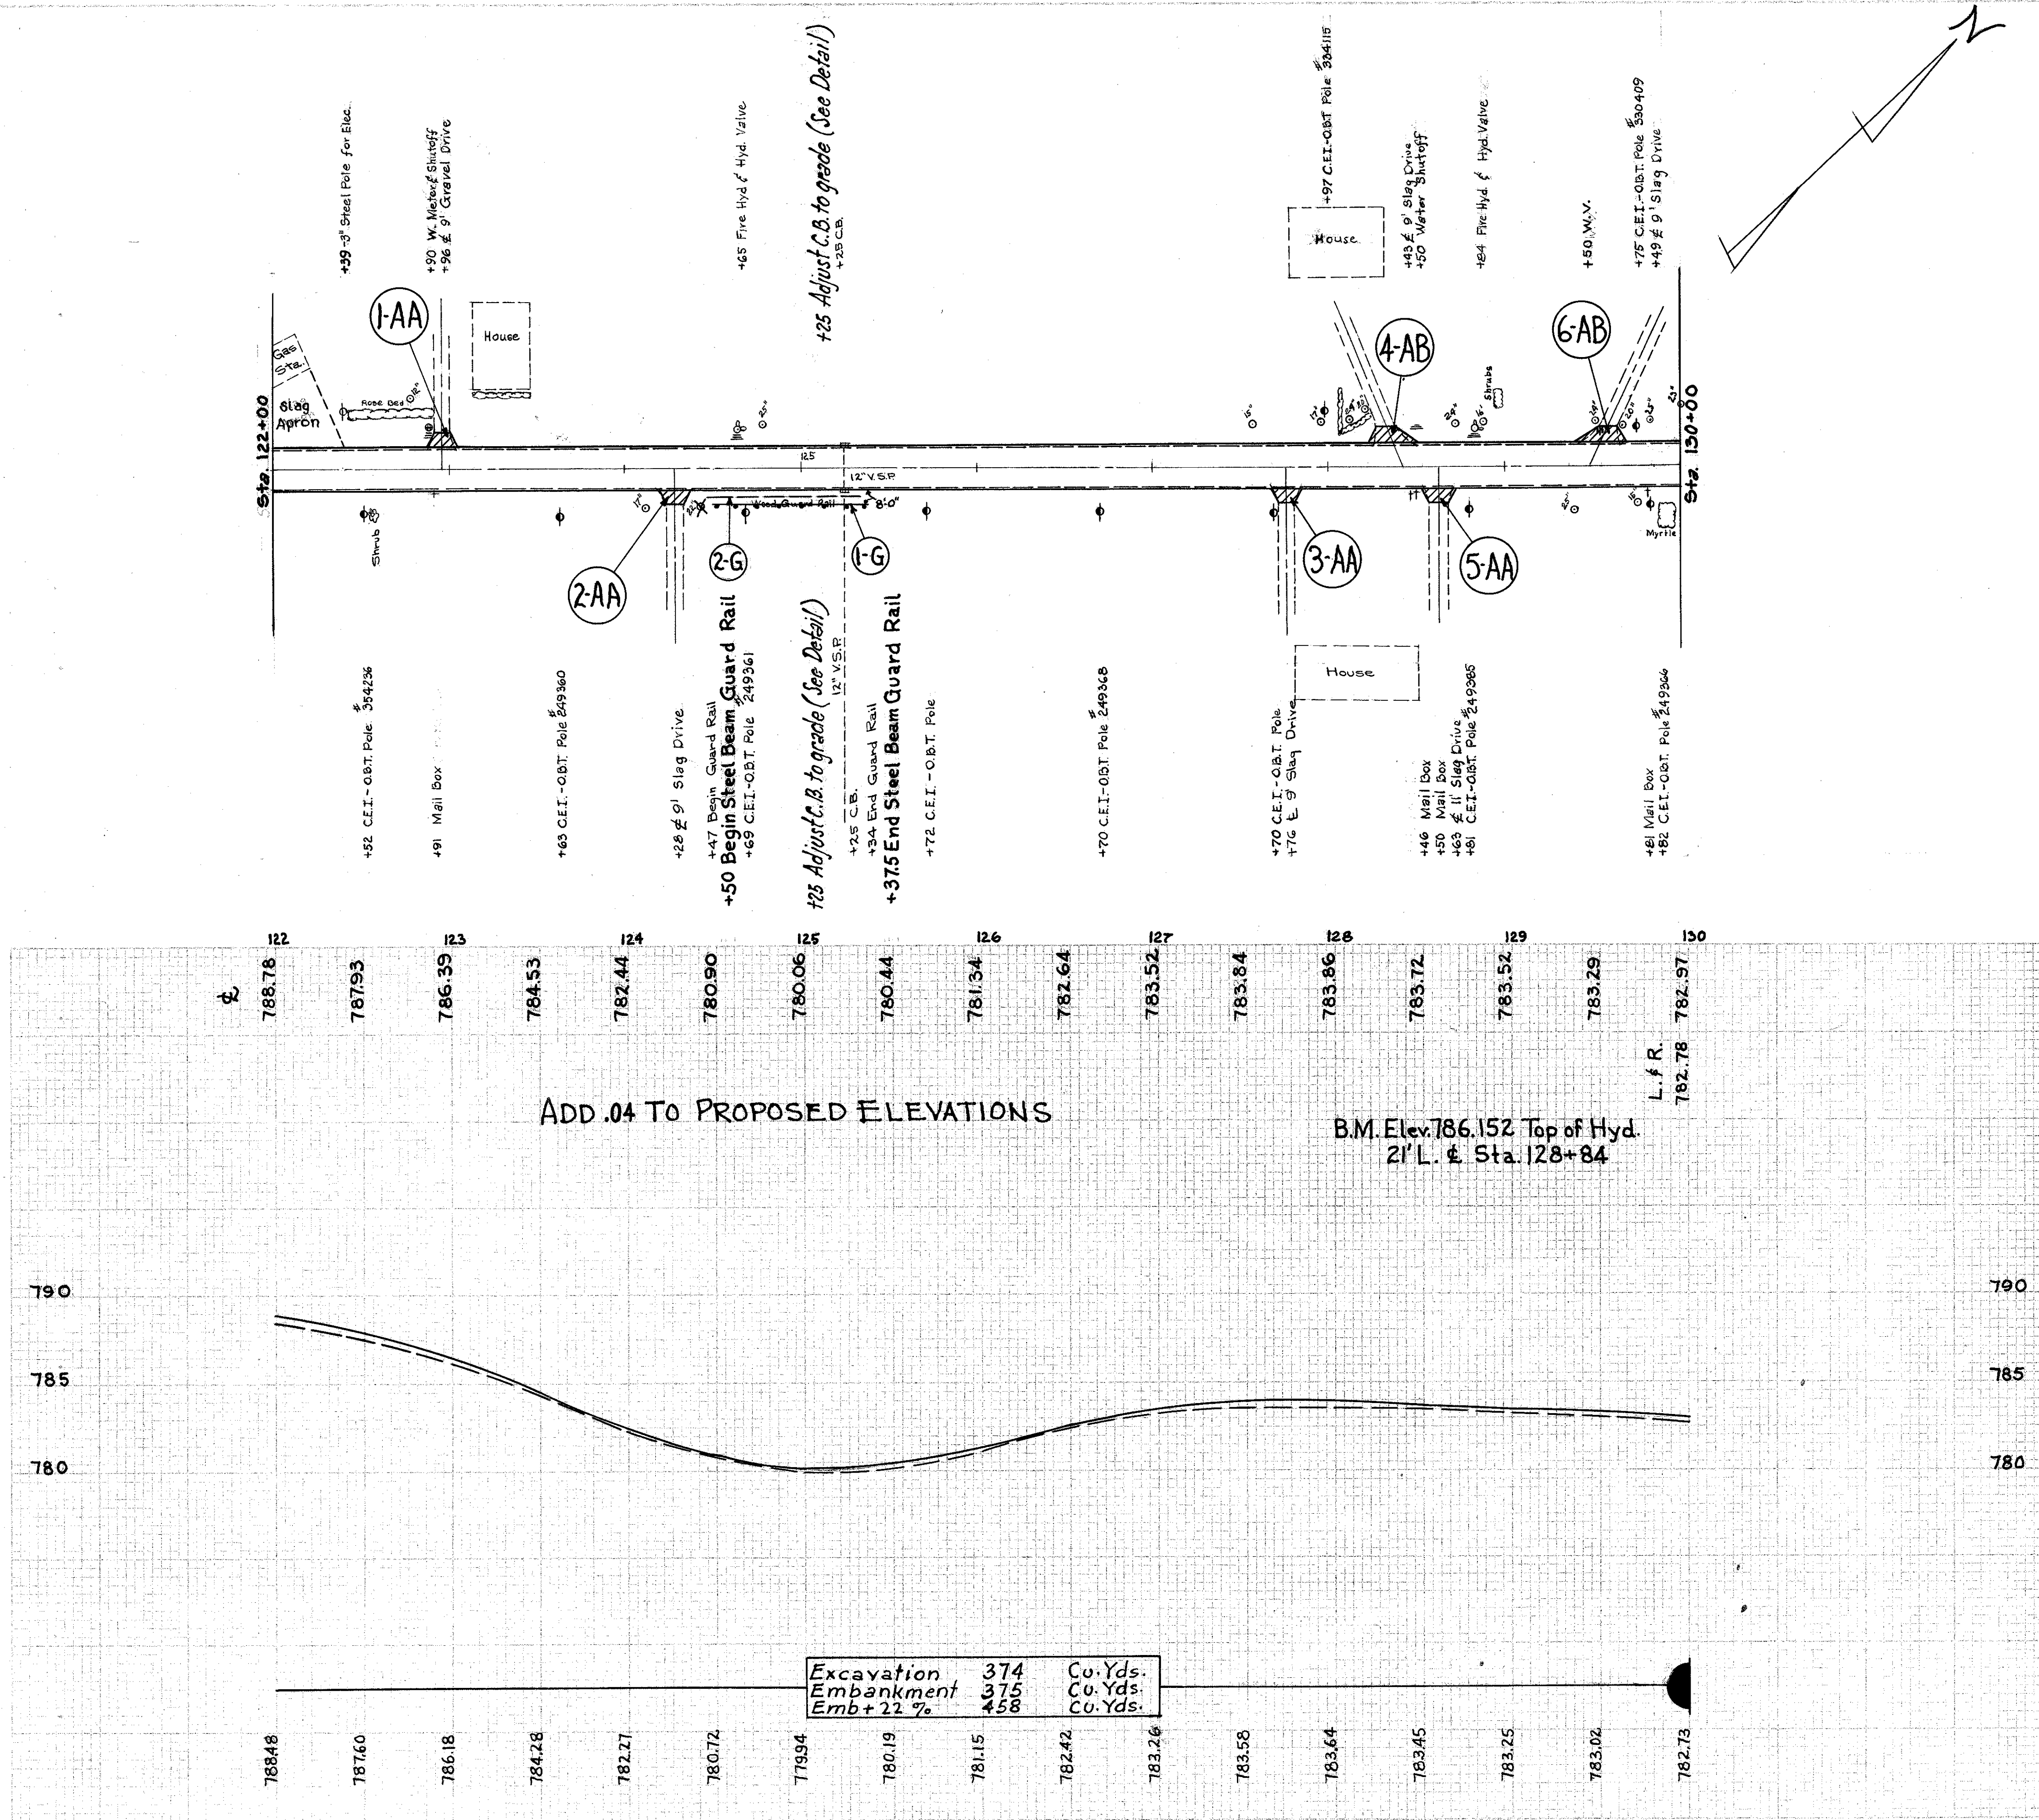 N
+39-3" Steel Pole for Elec.
+90 W. Meter & Shutoff
+96 ℄ 9' Gravel Drive
+65 Fire Hyd & Hyd. Valve
+25 Adjust C.B. to grade (See Detail)
+25 C.B.
+97 C.E.I.-O.B.T. Pole #334115
+43 ℄ 9' Slag Drive
+50 Water Shutoff
+84 Fire Hyd. & Hyd. Valve
+50 W.V.
+75 C.E.I.-O.B.T. Pole #330409
+49 ℄ 9' Slag Drive
House
1-AA
House
4-AB
6-AB
Gas
Sta.
Slag
Apron
Rose Bed
12"
25"
15"
17"
Shrubs
20"
25"
23"
Sta. 122+00
Sta. 130+00
125
12" V.S.P.
Wood Guard Rail
8'-0"
17"
Shrub
Myrtle
2-AA
2-G
1-G
3-AA
5-AA
House
+52 C.E.I.-O.B.T. Pole #354236
+91 Mail Box
+63 C.E.I.-O.B.T. Pole #249360
+28 ℄ 9' Slag Drive
+47 Begin Guard Rail
+50 Begin Steel Beam Guard Rail
+69 C.E.I.-O.B.T. Pole #249361
+25 Adjust C.B. to grade (See Detail)
12" V.S.P.
+25 C.B.
+34 End Guard Rail
+37.5 End Steel Beam Guard Rail
+72 C.E.I.-O.B.T. Pole
+70 C.E.I.-O.B.T. Pole #249368
+70 C.E.I.-O.B.T. Pole
+76 ℄ 9' Slag Drive
+46 Mail Box
+50 Mail Box
+63 ℄ 11' Slag Drive
+81 C.E.I.-O.B.T. Pole #249385
+81 Mail Box
+82 C.E.I.-O.B.T. Pole #249366
122 123 124 125 126 127 128 129 130
℄ 788.78 787.93 786.39 784.53 782.44 780.90 780.06 780.44 781.34 782.64 783.52 783.84 783.86 783.72 783.52 783.29 782.97
L. & R. 782.78
ADD .04 TO PROPOSED ELEVATIONS
B.M. Elev. 786.152 Top of Hyd.
21' L. ℄ Sta. 128+84
790 790
785 785
780 780
Excavation 374 Cu. Yds.
Embankment 375 Cu. Yds.
Emb + 22 % 458 Cu. Yds.
788.48 787.60 786.18 784.28 782.27 780.72 779.94 780.19 781.15 782.42 783.26 783.58 783.64 783.45 783.25 783.02 782.73